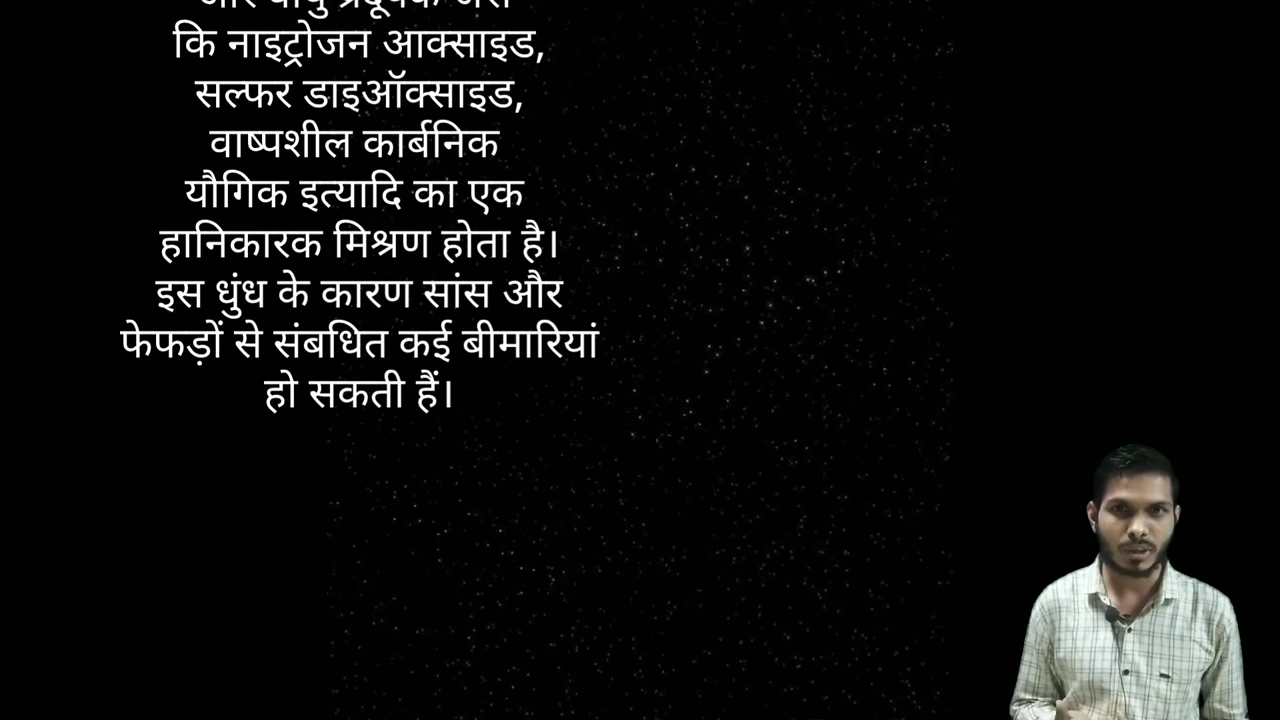 कि नाइट्रोजन आक्साइड,
सल्फर डाइऑक्साइड,
वाष्पशील कार्बनिक
यौगिक इत्यादि का एक
हानिकारक मिश्रण होता है।
इस धुंध के कारण सांस और
फेफड़ों से संबधित कई बीमारियां
हो सकती हैं।